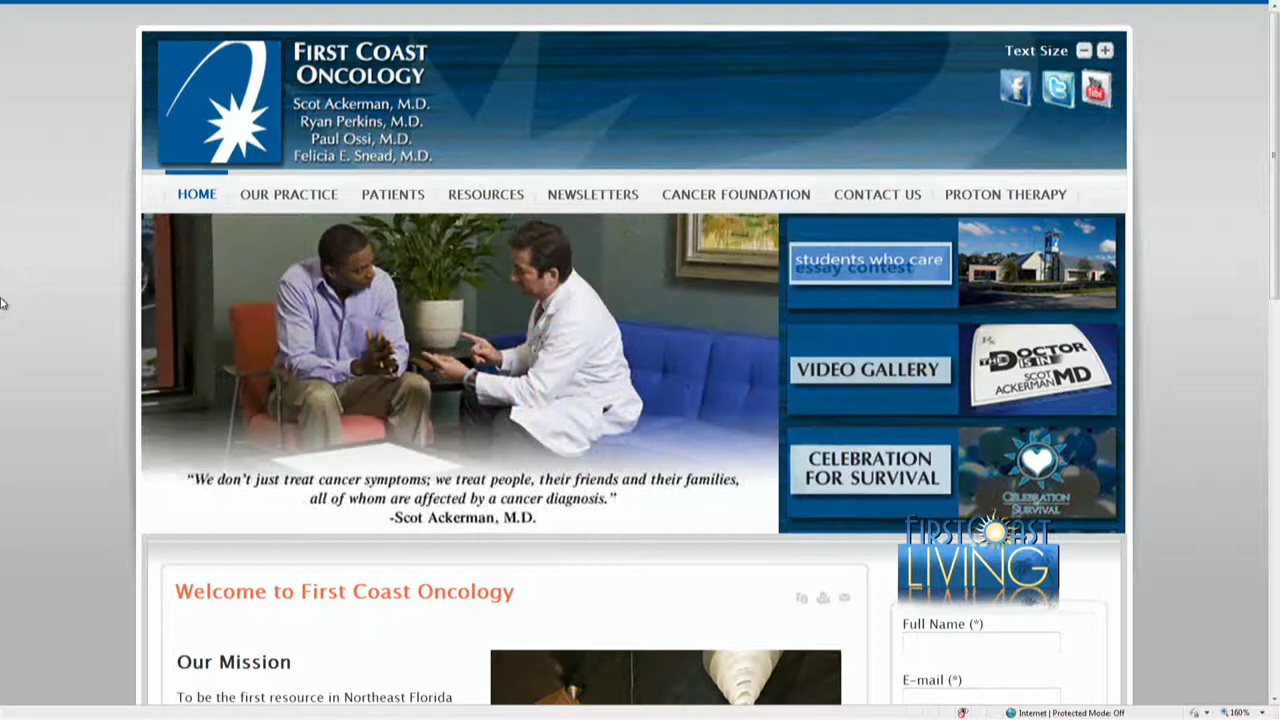 FIRST COAST
ONCOLOGY
Scot Ackerman, M.D.
Ryan Perkins, M.D.
Paul Ossi, M.D.
Felicia E. Snead, M.D.
Text Size
HOME OUR PRACTICE PATIENTS RESOURCES NEWSLETTERS CANCER FOUNDATION CONTACT US PROTON THERAPY
students who care
essay contest
VIDEO GALLERY
THE DOCTOR
IS IN
SCOT
ACKERMAN MD
CELEBRATION
FOR SURVIVAL
CELEBRATION
SURVIVAL
“We don’t just treat cancer symptoms; we treat people, their friends and their families,
all of whom are affected by a cancer diagnosis.”
-Scot Ackerman, M.D.
FIRST COAST
LIVING
Welcome to First Coast Oncology
Full Name (*)
Our Mission
E-mail (*)
To be the first resource in Northeast Florida
Internet | Protected Mode: Off
160%